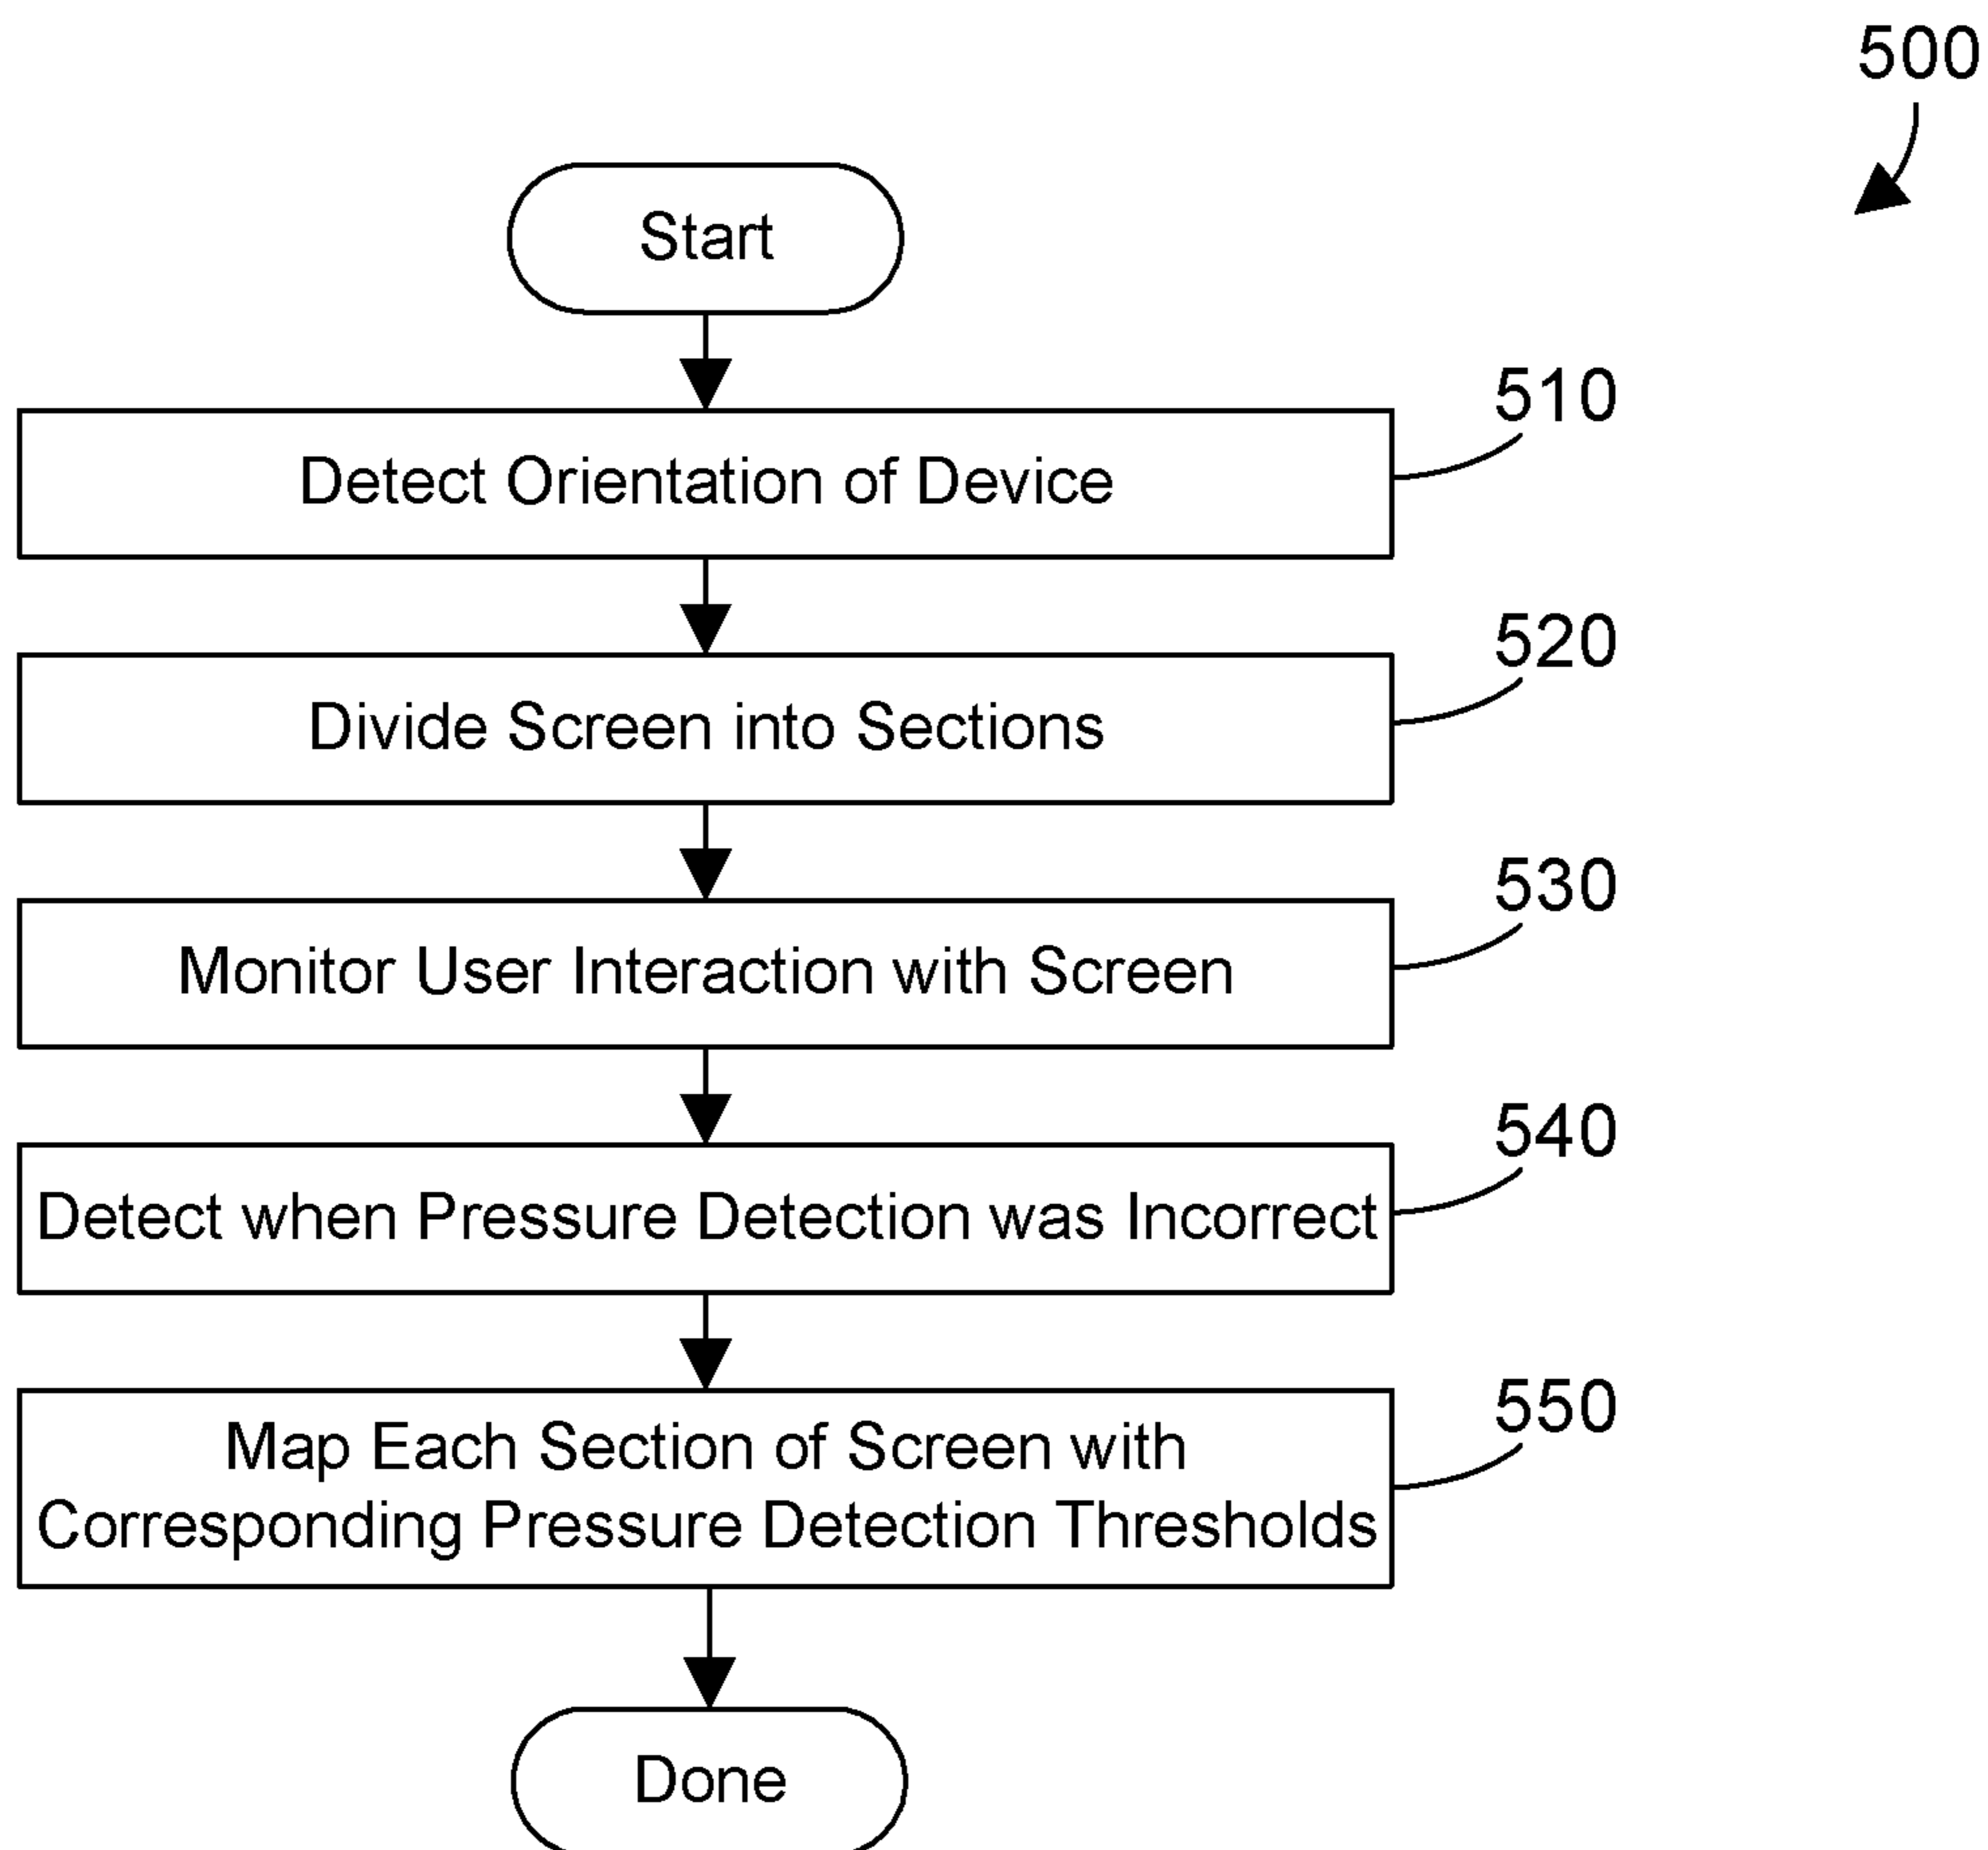 500
Start
510
Detect Orientation of Device
520
Divide Screen into Sections
530
Monitor User Interaction with Screen
540
Detect when Pressure Detection was Incorrect
550
Map Each Section of Screen with
Corresponding Pressure Detection Thresholds
Done